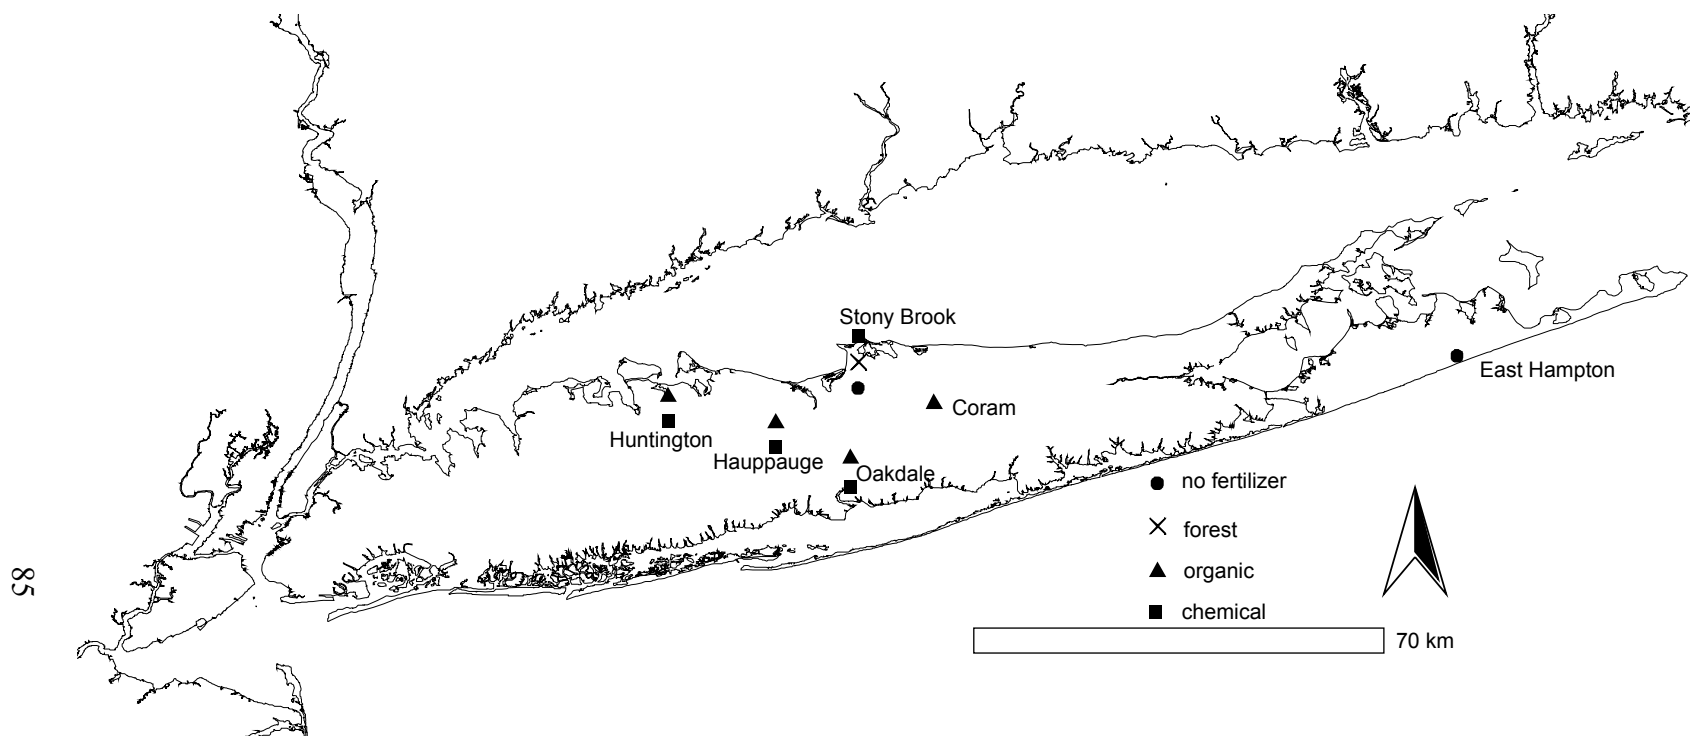 Stony Brook
East Hampton
Coram
Huntington
Hauppauge
Oakdale
no fertilizer
forest
organic
chemical
70 km
85